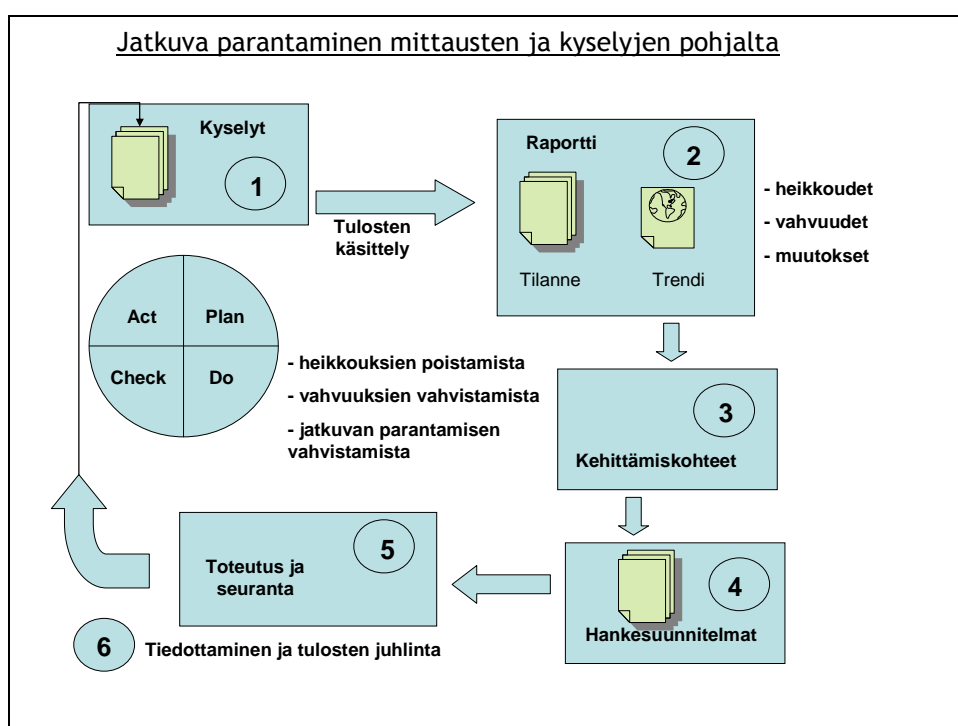 Jatkuva parantaminen mittausten ja kyselyjen pohjalta
Kyselyt
1
Tulosten
käsittely
Raportti
2
Tilanne
Trendi
- heikkoudet
- vahvuudet
- muutokset
Act
Plan
Check
Do
- heikkouksien poistamista
- vahvuuksien vahvistamista
- jatkuvan parantamisen
vahvistamista
3
Kehittämiskohteet
4
Hankesuunnitelmat
5
Toteutus ja
seuranta
6
Tiedottaminen ja tulosten juhlinta